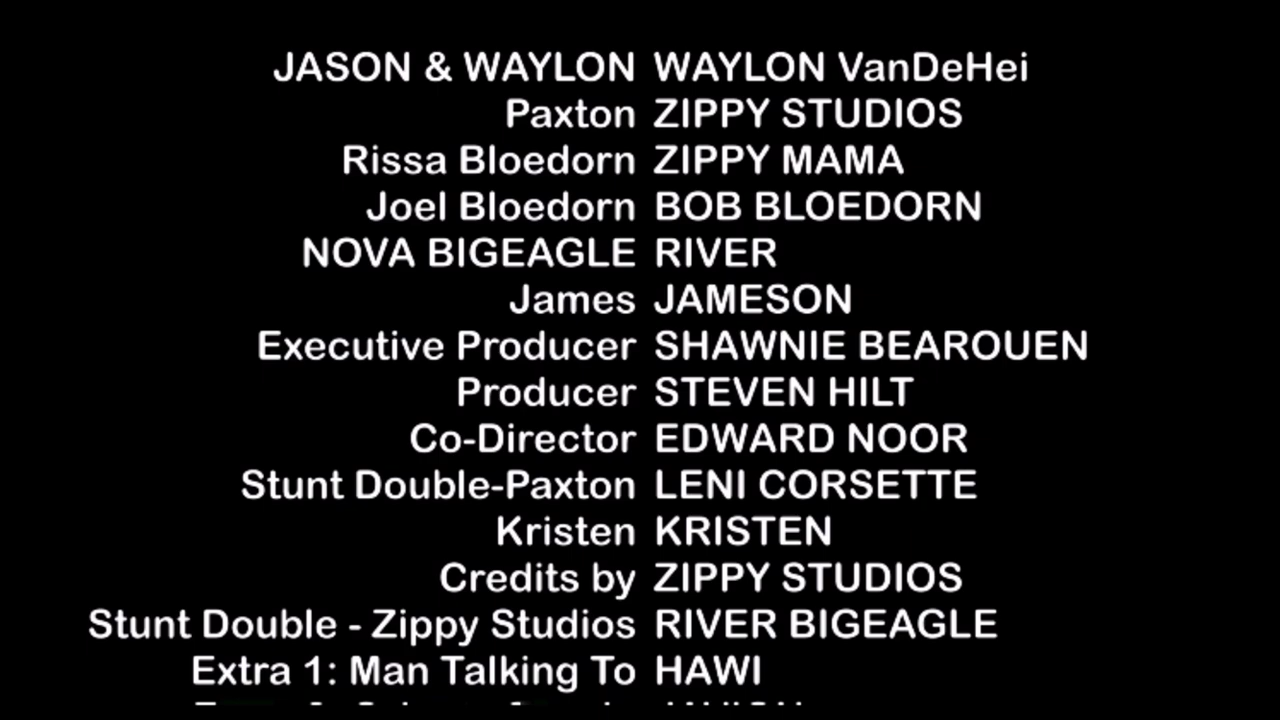 JASON & WAYLON WAYLON VanDeHei
Paxton ZIPPY STUDIOS
Rissa Bloedorn ZIPPY MAMA
Joel Bloedorn BOB BLOEDORN
NOVA BIGEAGLE RIVER
James JAMESON
Executive Producer SHAWNIE BEAROUEN
Producer STEVEN HILT
Co-Director EDWARD NOOR
Stunt Double-Paxton LENI CORSETTE
Kristen KRISTEN
Credits by ZIPPY STUDIOS
Stunt Double - Zippy Studios RIVER BIGEAGLE
Extra 1: Man Talking To HAWI